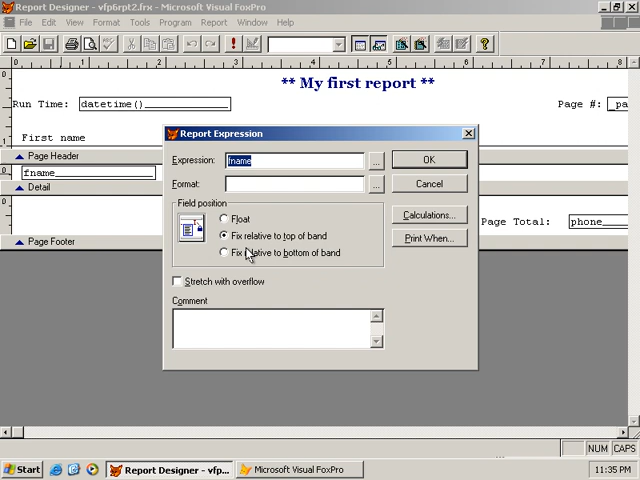 Report Designer - vfp6rpt2.frx - Microsoft Visual FoxPro
File Edit View Format Tools Program Report Window Help
** My first report **
Run Time: datetime() Page #: _pa
First name
Page Header
fname
Detail
Page Total: phone
Page Footer
Report Expression
Expression: fname ...
OK
Format: ...
Cancel
Field position
Float
Fix relative to top of band
Fix relative to bottom of band
Calculations...
Print When...
Stretch with overflow
Comment
NUM CAPS
Start Report Designer - vfp... Microsoft Visual FoxPro 11:35 PM